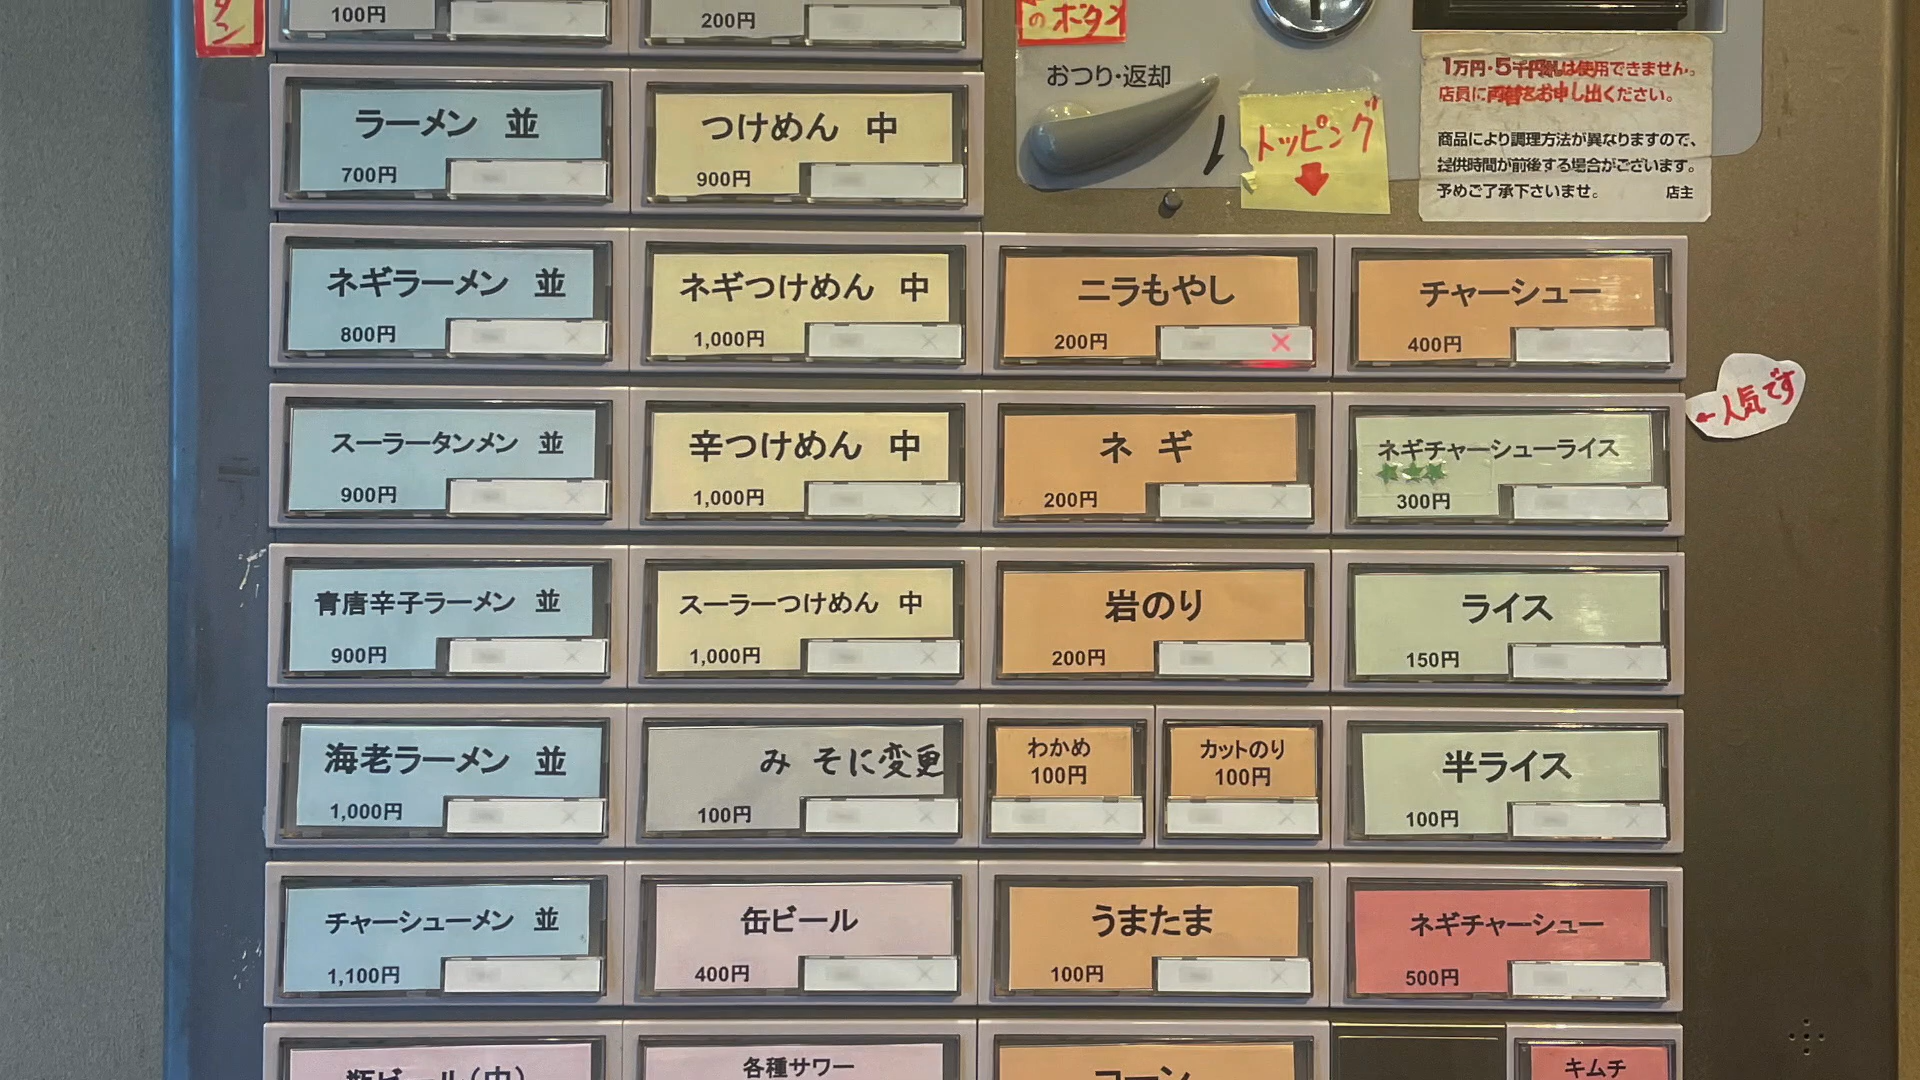 タン
100円
200円
のボタン
おつり・返却
トッピング
1万円・5千円札は使用できません。
店員に両替をお申し出ください。
商品により調理方法が異なりますので、
提供時間が前後する場合がございます。
予めご了承下さいませ。 店主
ラーメン 並
700円
つけめん 中
900円
ネギラーメン 並
800円
ネギつけめん 中
1,000円
ニラもやし
200円
チャーシュー
400円
←人気です
スーラータンメン 並
900円
辛つけめん 中
1,000円
ネギ
200円
ネギチャーシューライス
300円
青唐辛子ラーメン 並
900円
スーラーつけめん 中
1,000円
岩のり
200円
ライス
150円
海老ラーメン 並
1,000円
みそに変更
100円
わかめ
100円
カットのり
100円
半ライス
100円
チャーシューメン 並
1,100円
缶ビール
400円
うまたま
100円
ネギチャーシュー
500円
瓶ビール(中)
各種サワー
コーン
キムチ